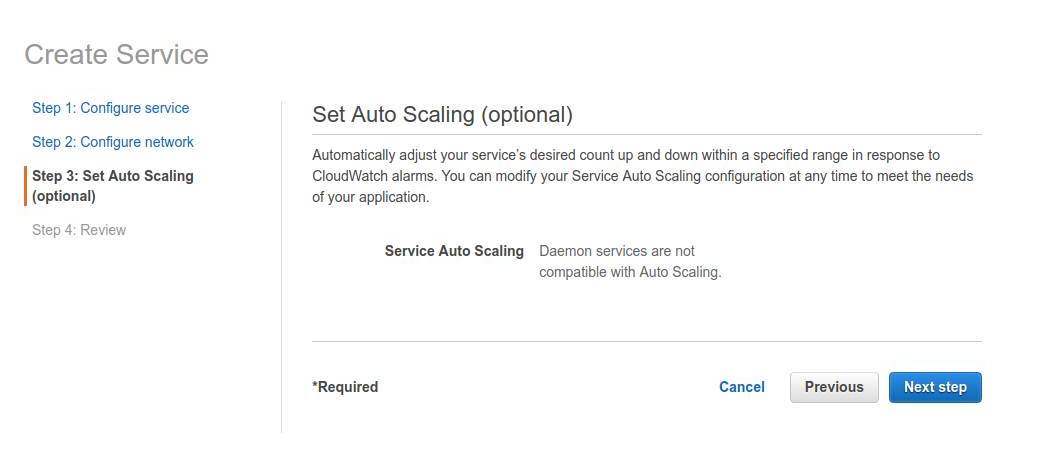 Create Service
Step 1: Configure service
Step 2: Configure network
Step 3: Set Auto Scaling
(optional)
Step 4: Review
Set Auto Scaling (optional)
Automatically adjust your service's desired count up and down within a specified range in response to
CloudWatch alarms. You can modify your Service Auto Scaling configuration at any time to meet the needs
of your application.
Service Auto Scaling
Daemon services are not
compatible with Auto Scaling.
*Required
Cancel
Previous
Next step